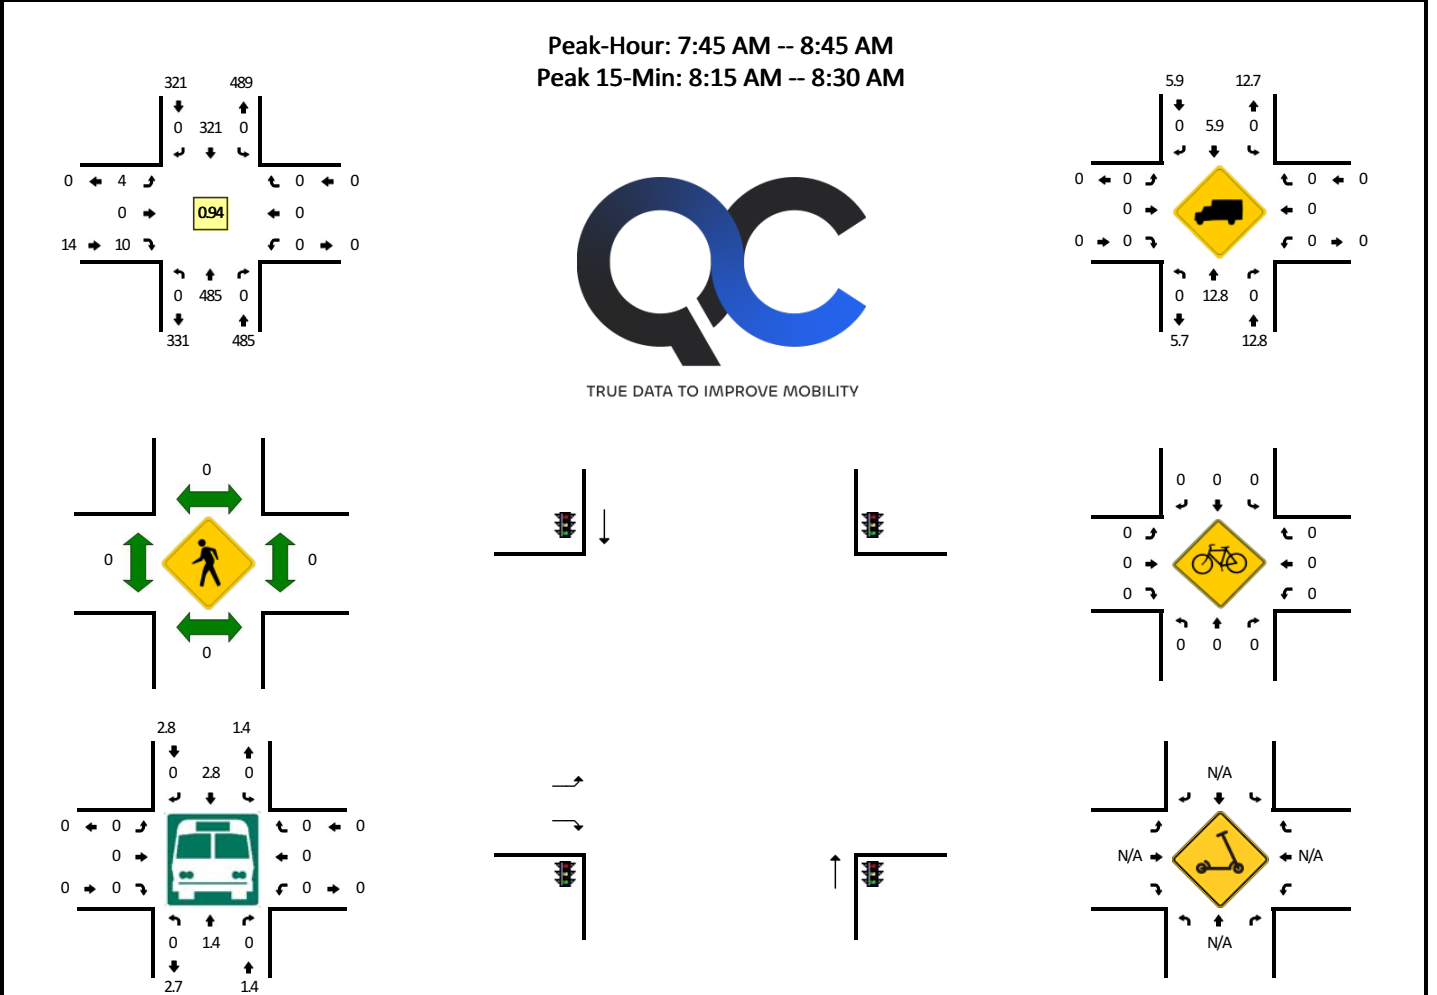 Peak-Hour: 7:45 AM -- 8:45 AM
Peak 15-Min: 8:15 AM -- 8:30 AM
321 489
0 321 0
0 4 0 0
0 0.94 0
14 10 0 0
0 485 0
331 485
QC
TRUE DATA TO IMPROVE MOBILITY
5.9 12.7
0 5.9 0
0 0 0 0
0 0
0 0 0 0
0 12.8 0
5.7 12.8
0
0 0
0
0 0 0
0 0
0 0
0 0
0 0 0
2.8 1.4
0 2.8 0
0 0 0 0
0 0
0 0 0 0
0 1.4 0
2.7 1.4
N/A
N/A N/A
N/A